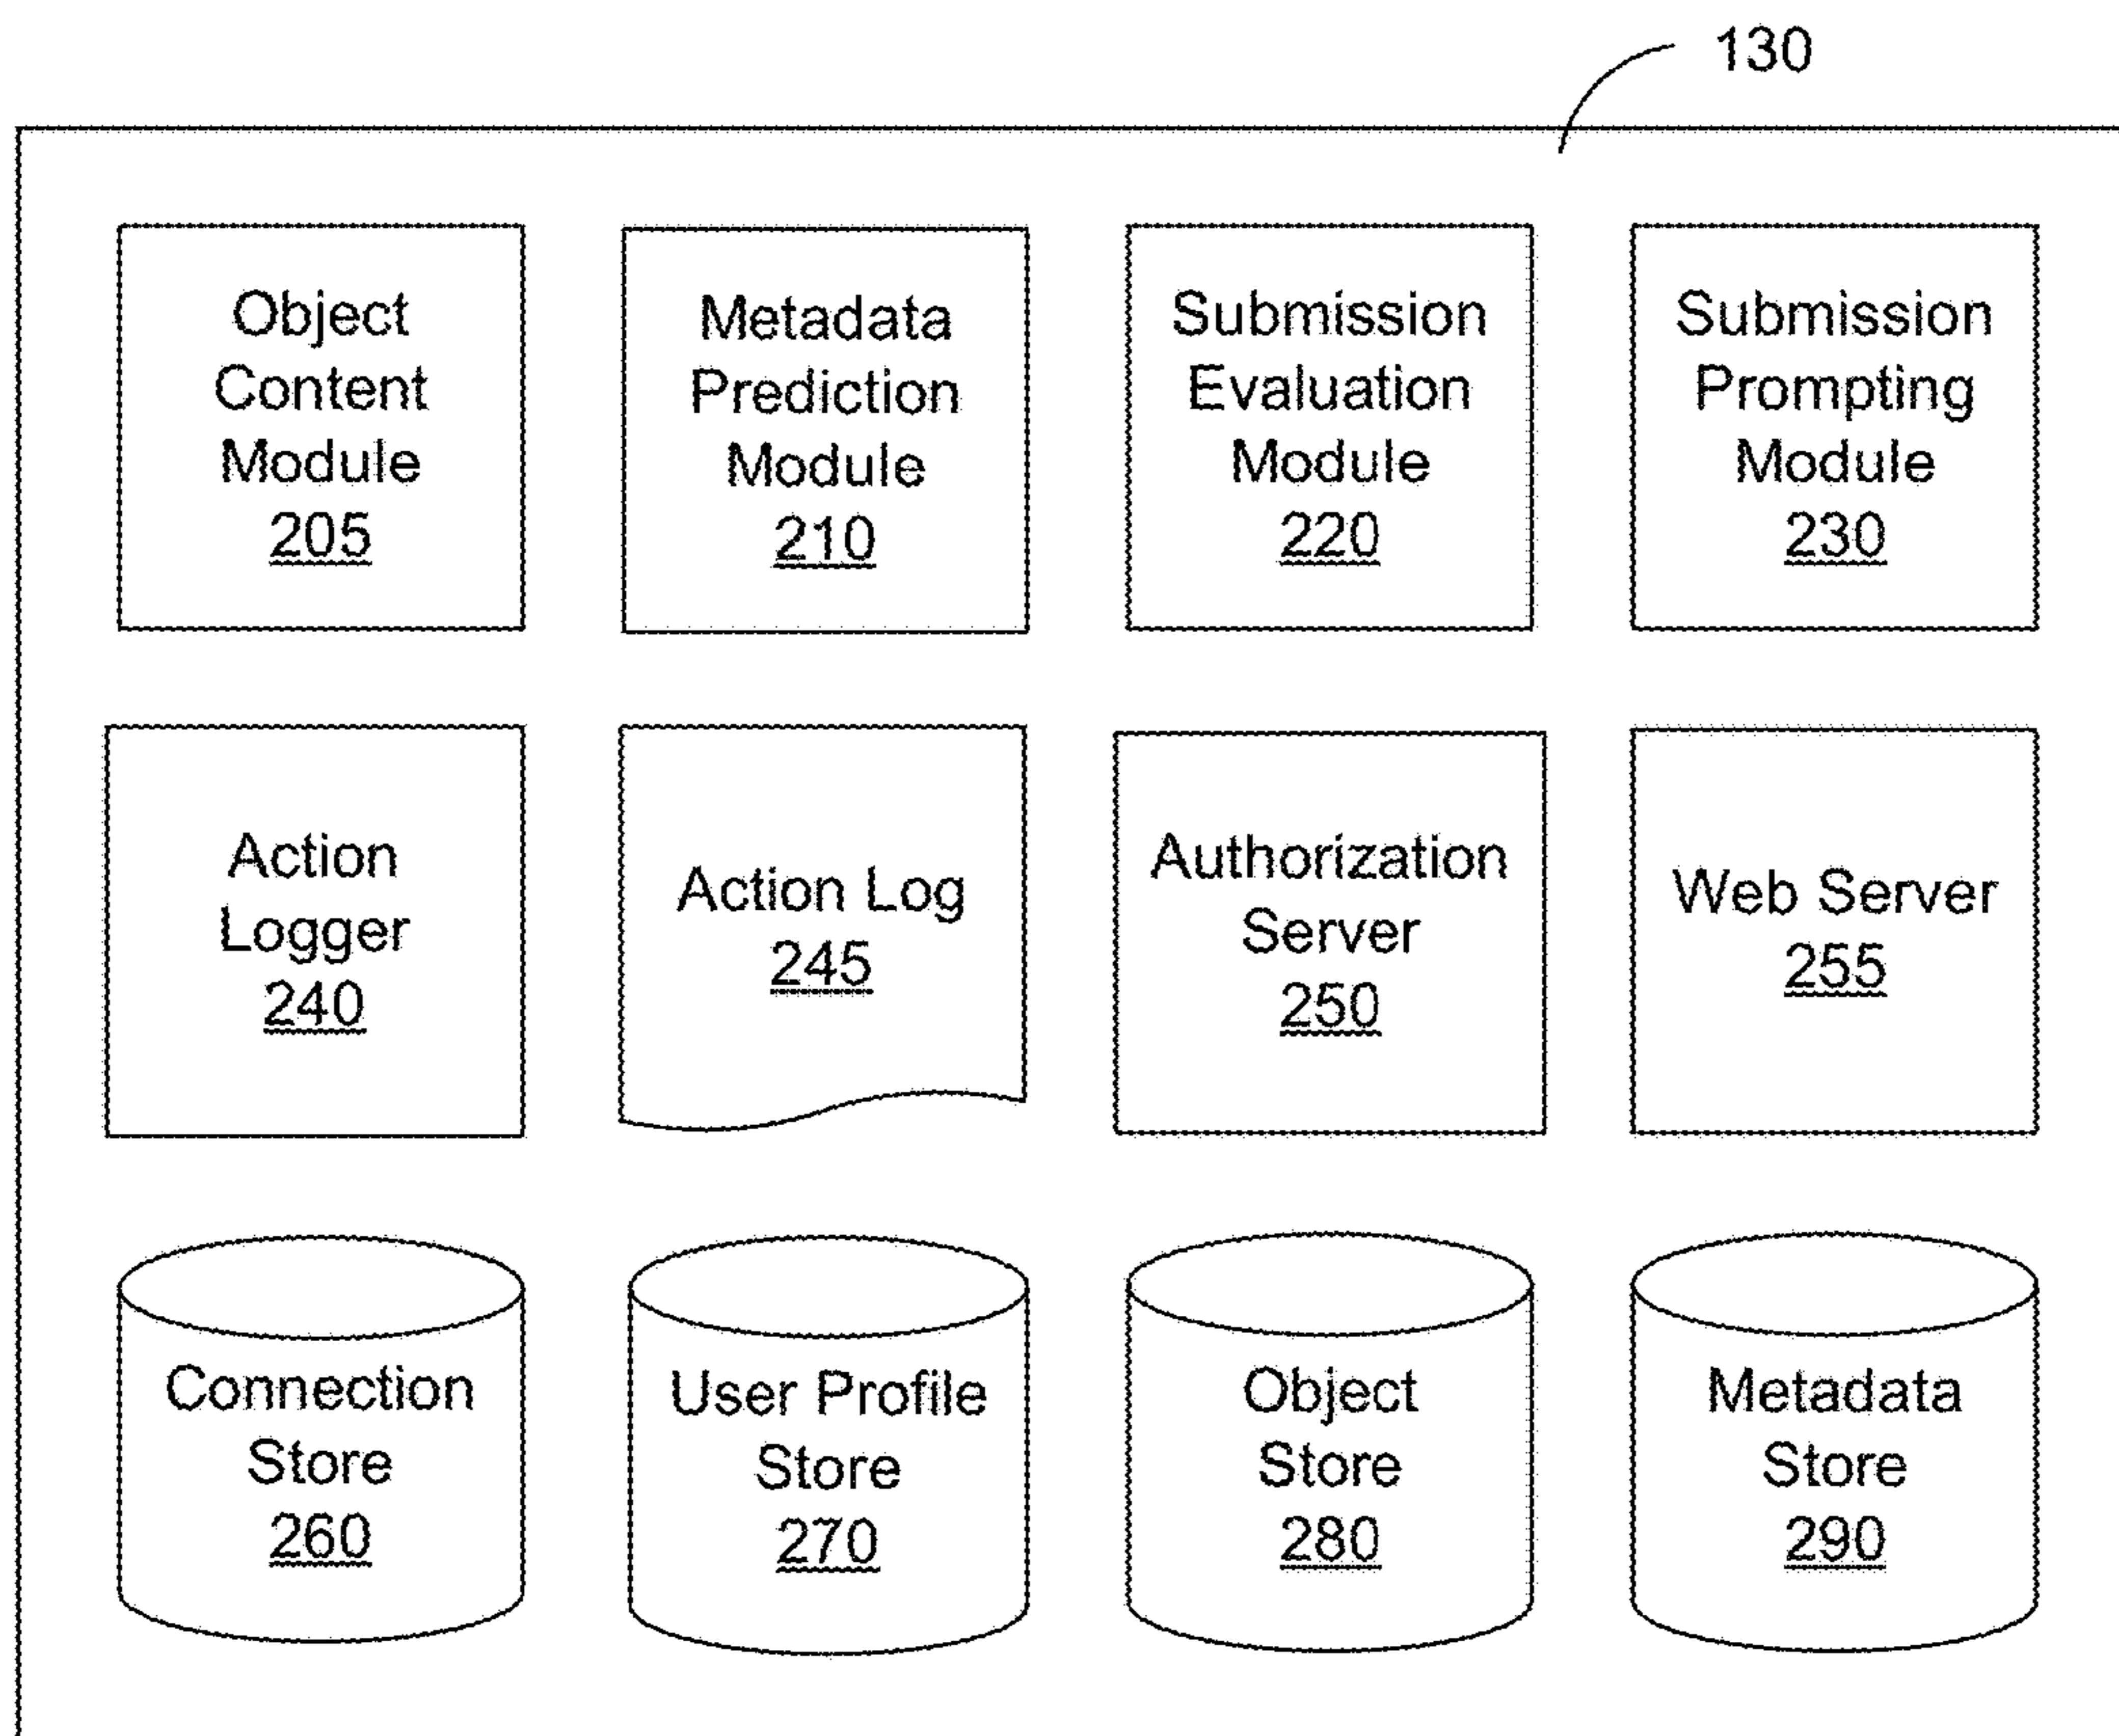 130
Object
Content
Module
205
Metadata
Prediction
Module
210
Submission
Evaluation
Module
220
Submission
Prompting
Module
230
Action
Logger
240
Action Log
245
Authorization
Server
250
Web Server
255
Connection
Store
260
User Profile
Store
270
Object
Store
280
Metadata
Store
290